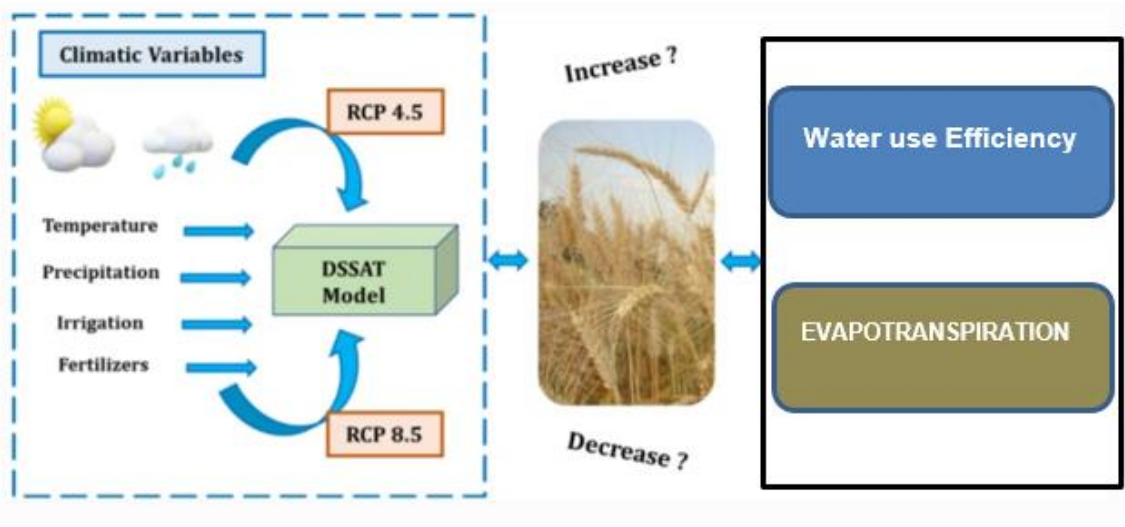 Climatic Variables
RCP 4.5
Temperature
Precipitation
Irrigation
Fertilizers
DSSAT
Model
RCP 8.5
Increase ?
Decrease ?
Water use Efficiency
EVAPOTRANSPIRATION